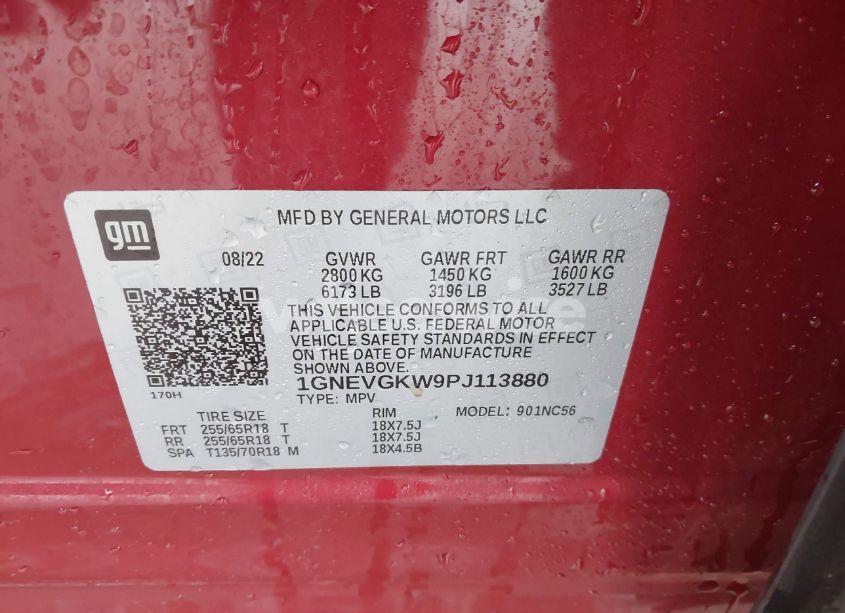 gm
MFD BY GENERAL MOTORS LLC
08/22 GVWR GAWR FRT GAWR RR
2800 KG 1450 KG 1600 KG
6173 LB 3196 LB 3527 LB
THIS VEHICLE CONFORMS TO ALL
APPLICABLE U.S. FEDERAL MOTOR
VEHICLE SAFETY STANDARDS IN EFFECT
ON THE DATE OF MANUFACTURE
SHOWN ABOVE.
1GNEVGKW9PJ113880
170H
TYPE: MPV
TIRE SIZE RIM MODEL: 901NC56
FRT 255/65R18 T 18X7.5J
RR 255/65R18 T 18X7.5J
SPA T135/70R18 M 18X4.5B